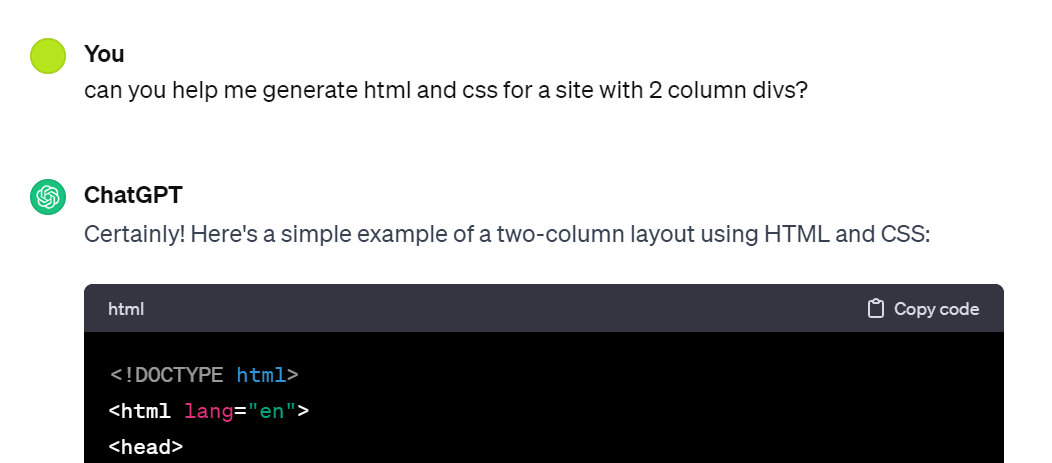 You
can you help me generate html and css for a site with 2 column divs?
ChatGPT
Certainly! Here's a simple example of a two-column layout using HTML and CSS:
html Copy code
<!DOCTYPE html>
<html lang="en">
<head>